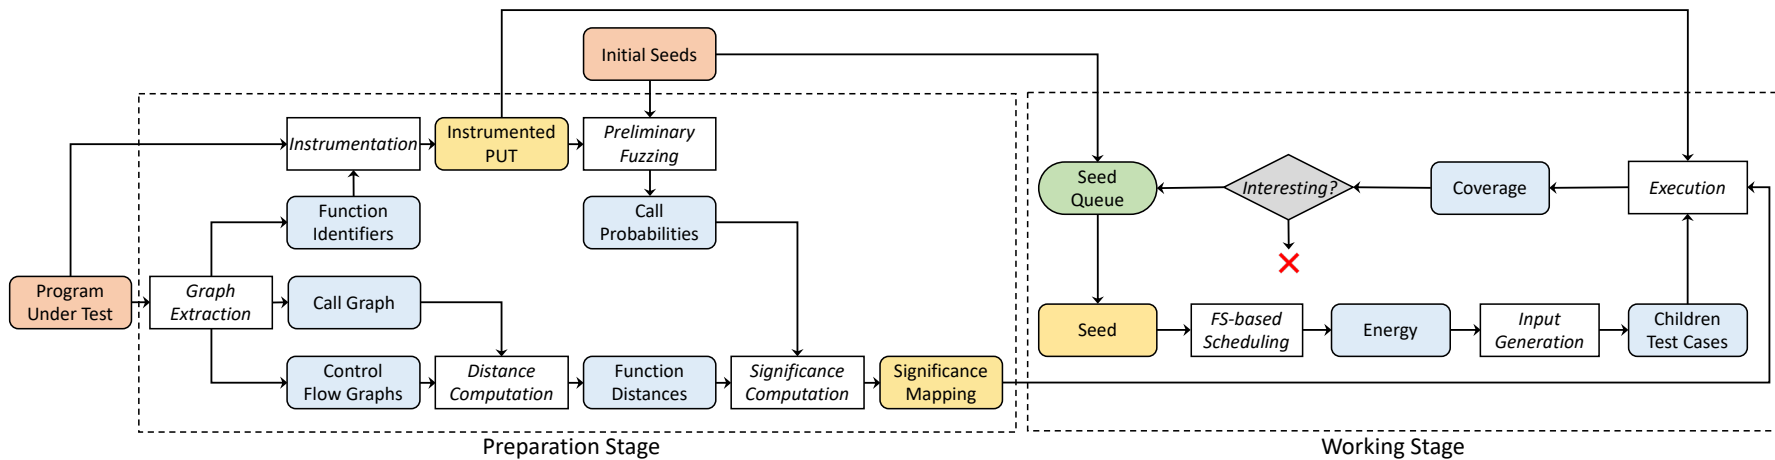 Initial Seeds
Instrumentation
Instrumented
PUT
Preliminary
Fuzzing
Function
Identifiers
Call
Probabilities
Program
Under Test
Graph
Extraction
Call Graph
Control
Flow Graphs
Distance
Computation
Function
Distances
Significance
Computation
Significance
Mapping
Preparation Stage
Seed
Queue
Interesting?
Coverage
Execution
Seed
FS-based
Scheduling
Energy
Input
Generation
Children
Test Cases
Working Stage